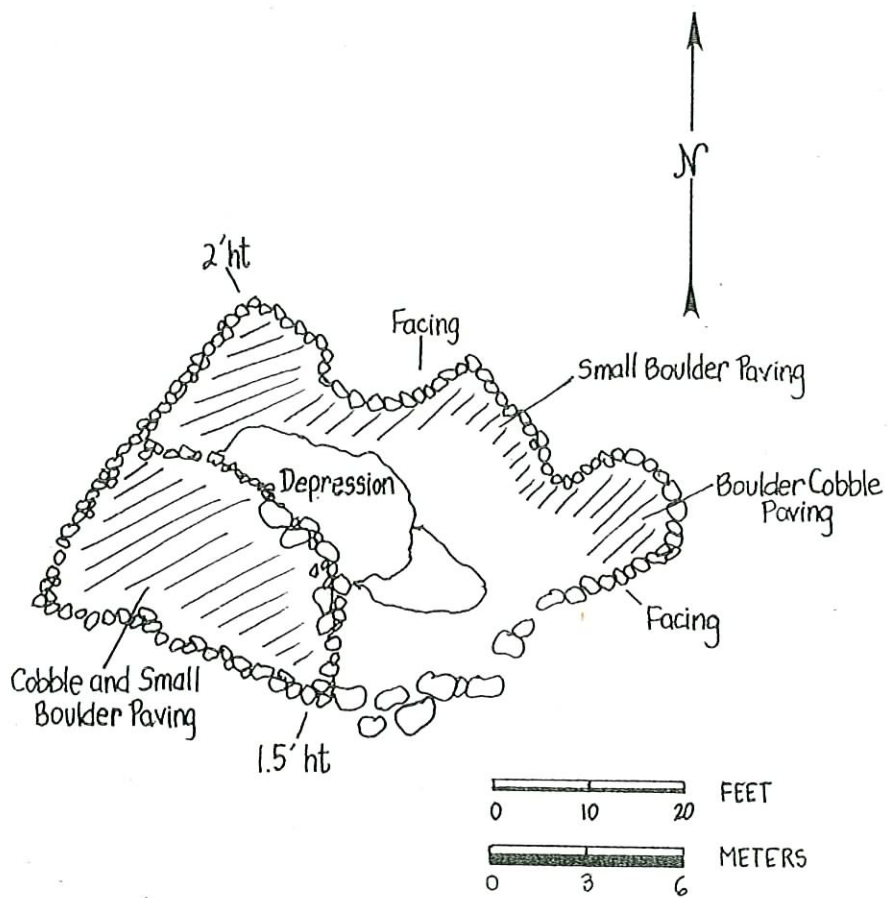 N
2'ht
Facing
Small Boulder Paving
Depression
Boulder Cobble
Paving
Facing
Cobble and Small
Boulder Paving
1.5'ht
FEET
0 10 20
METERS
0 3 6